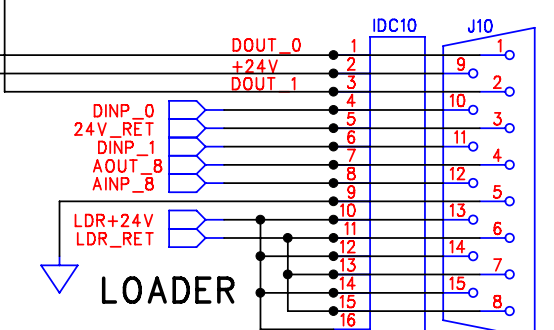 IDC10 J10
DOUT_0 1 1
+24V 2 9
DOUT_1 3 2
DINP_0 4 10
24V_RET 5 3
DINP_1 6 11
AOUT_8 7 4
AINP_8 8 12
9 5
LDR+24V 10 13
LDR_RET 11 6
12 14
13 7
LOADER 14 15
15 8
16